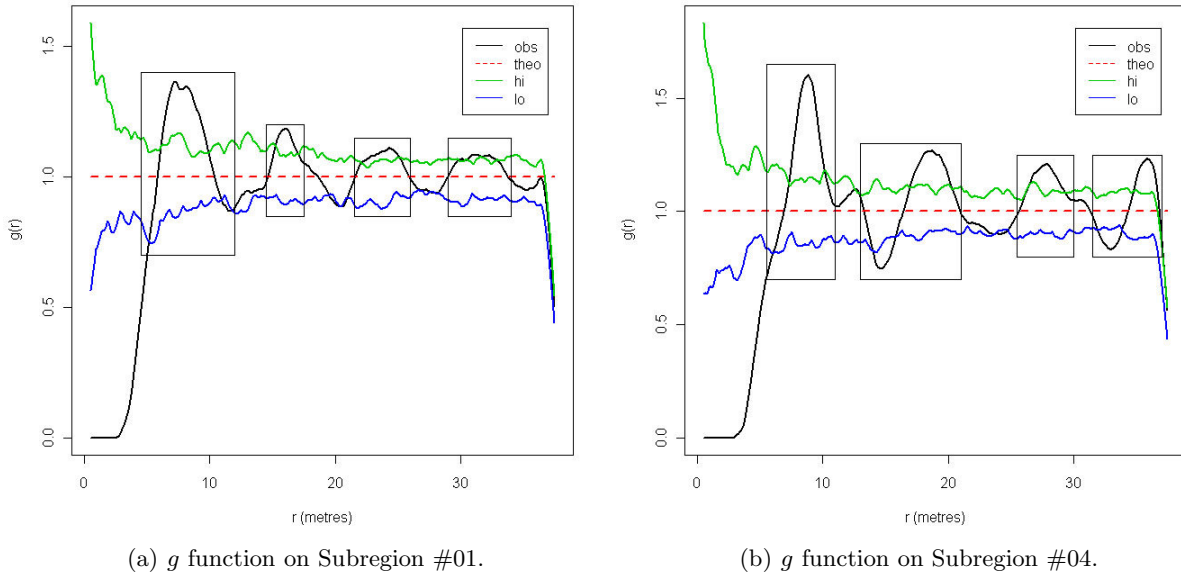 g(r)
1.5
1.0
0.5
0.0
obs
theo
hi
lo
0
10
20
30
r (metres)
(a) g function on Subregion #01.
g(r)
1.5
1.0
0.5
0.0
obs
theo
hi
lo
0
10
20
30
r (metres)
(b) g function on Subregion #04.